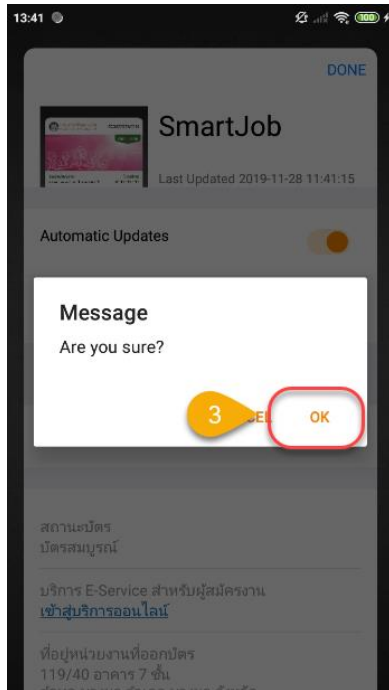 13:41
100
DONE
SmartJob
Last Updated 2019-11-28 11:41:15
Automatic Updates
Message
Are you sure?
3
OK
สถานะบัตร
บัตรสมบูรณ์
บริการ E-Service สำหรับผู้สมัครงาน
เข้าสู่บริการออนไลน์
ที่อยู่หน่วยงานที่ออกบัตร
119/40 อาคาร 7 ชั้น